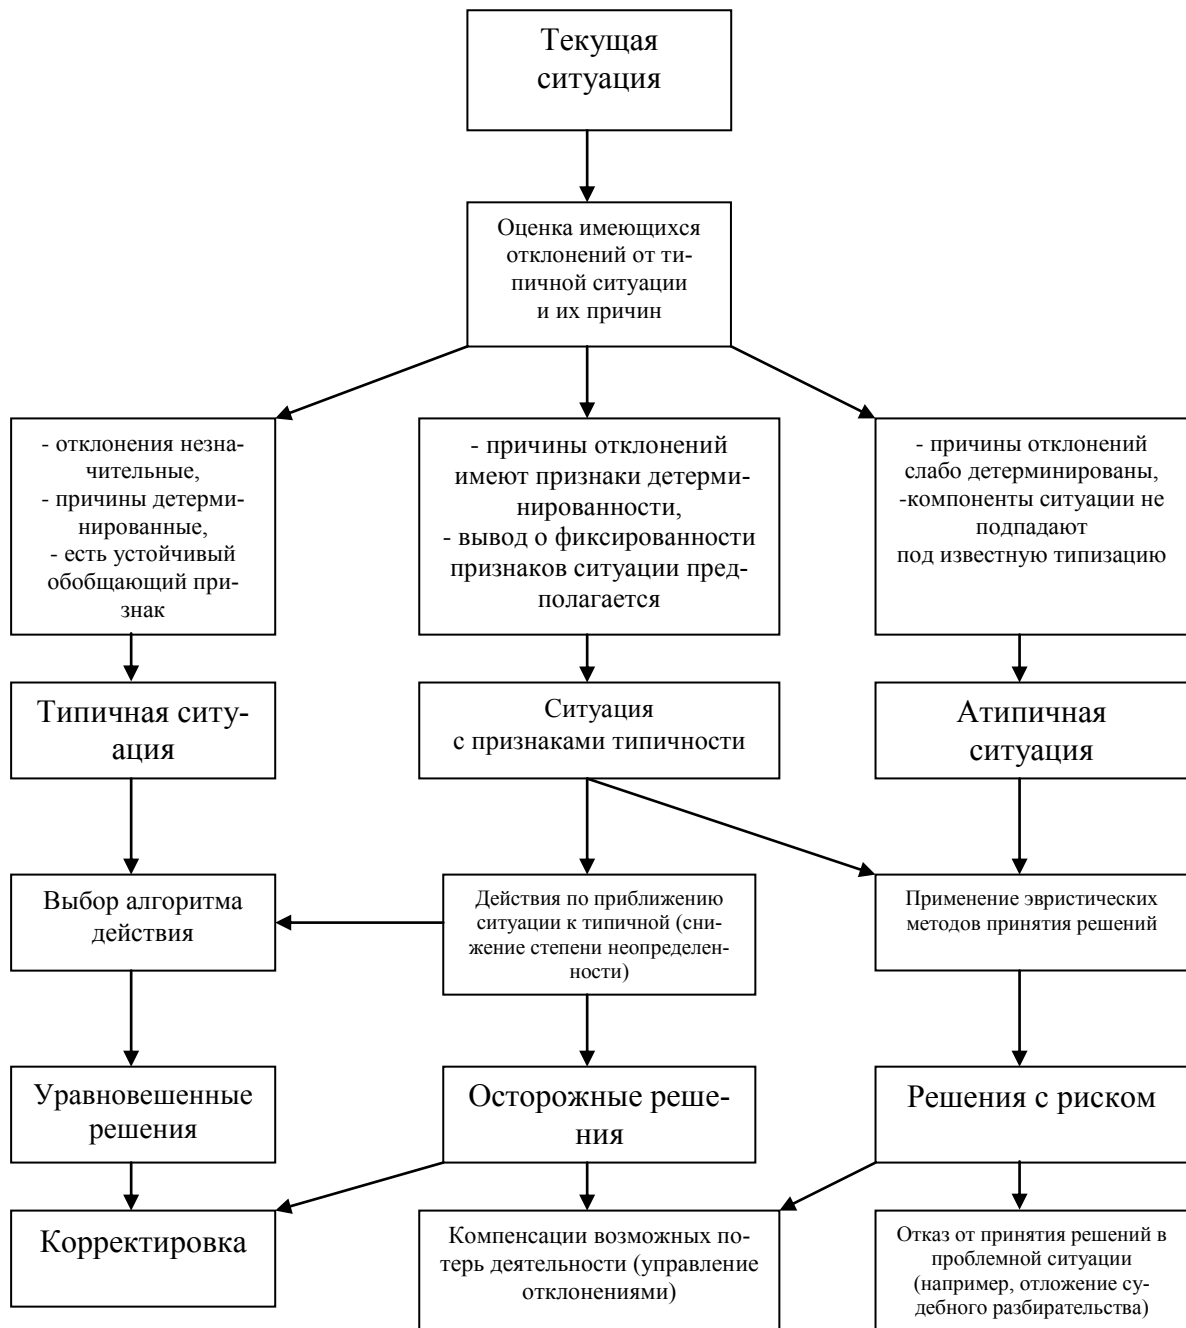 Текущая
ситуация
Оценка имеющихся
отклонений от ти-
пичной ситуации
и их причин
- отклонения незна-
чительные,
- причины детерми-
нированные,
- есть устойчивый
обобщающий при-
знак
- причины отклонений
имеют признаки детерми-
нированности,
- вывод о фиксированности
признаков ситуации пред-
полагается
- причины отклонений
слабо детерминированы,
-компоненты ситуации не
подпадают
под известную типизацию
Типичная ситу-
ация
Ситуация
с признаками типичности
Атипичная
ситуация
Выбор алгоритма
действия
Действия по приближению
ситуации к типичной (сни-
жение степени неопределен-
ности)
Применение эвристических
методов принятия решений
Уравновешенные
решения
Осторожные реше-
ния
Решения с риском
Корректировка
Компенсации возможных по-
терь деятельности (управление
отклонениями)
Отказ от принятия решений в
проблемной ситуации
(например, отложение су-
дебного разбирательства)